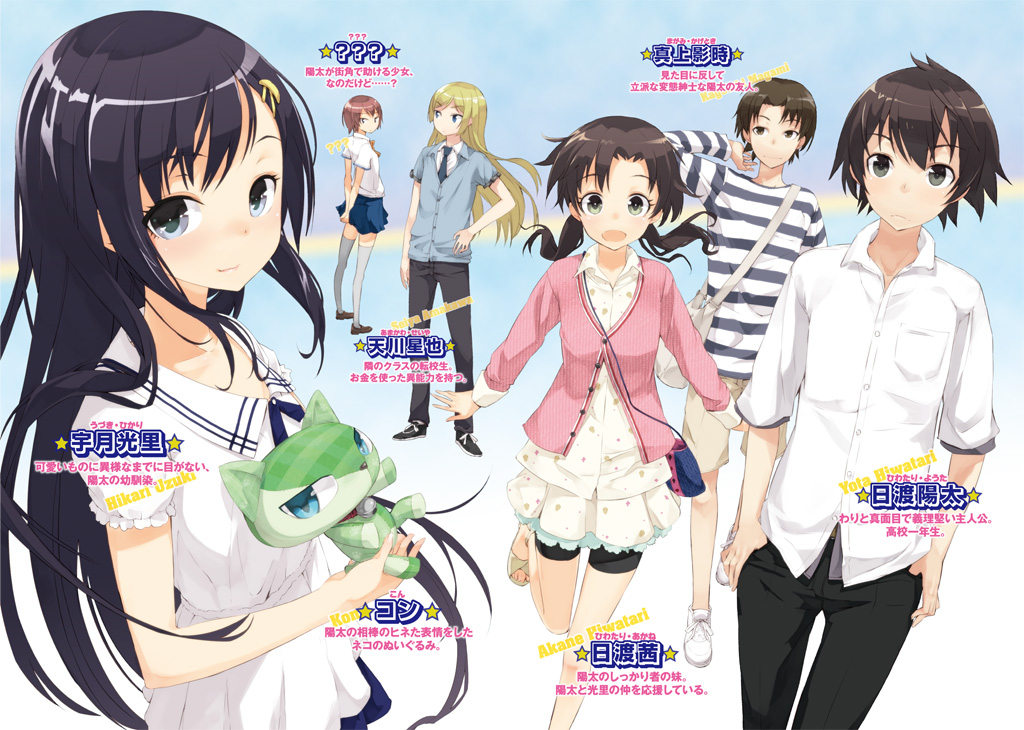 ???
★???★
陽太が街角で助ける少女、
なのだけど……?
???
まがみ・かげとき
★真上影時★
見た目に反して
立派な変態紳士な陽太の友人。
Kagetoki Magami
Seiya Amakawa
あまかわ・せいや
★天川星也★
隣のクラスの転校生。
お金を使った異能力を持つ。
うづき・ひかり
★宇月光里★
可愛いものに異様なまでに目がない、
陽太の幼馴染。
Hikari Uzuki
Yota Hiwatari
ひわたり・ようた
★日渡陽太★
わりと真面目で義理堅い主人公。
高校一年生。
こん
Kon
★コン★
陽太の相棒のヒネた表情をした
ネコのぬいぐるみ。
Akane Hiwatari
ひわたり・あかね
★日渡茜★
陽太のしっかり者の妹。
陽太と光里の仲を応援している。